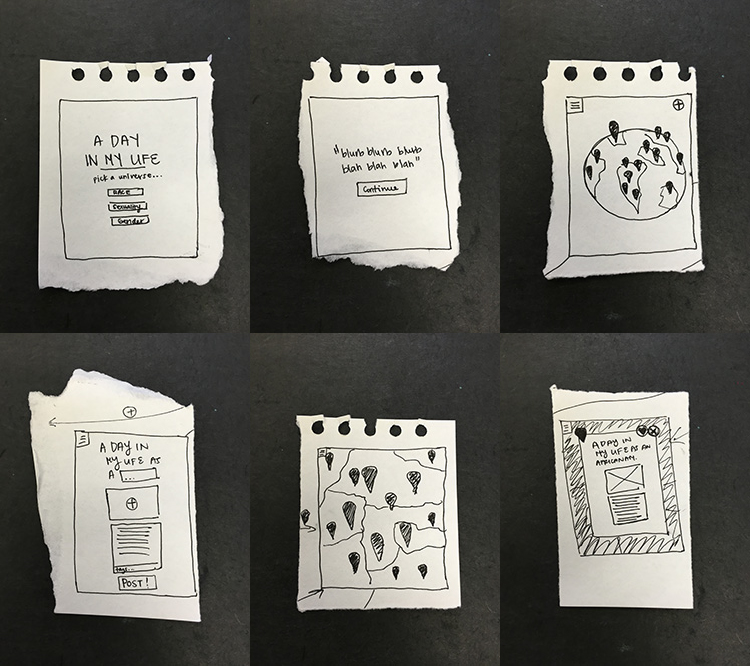 A DAY
IN MY LIFE
pick a universe...
RACE
Sexuality
Gender
"blurb blurb blurb
blah blah blah"
Continue
A DAY IN
MY LIFE AS
A ...
tags...
POST!
A DAY IN
MY LIFE AS AN
AFRICAN AM.